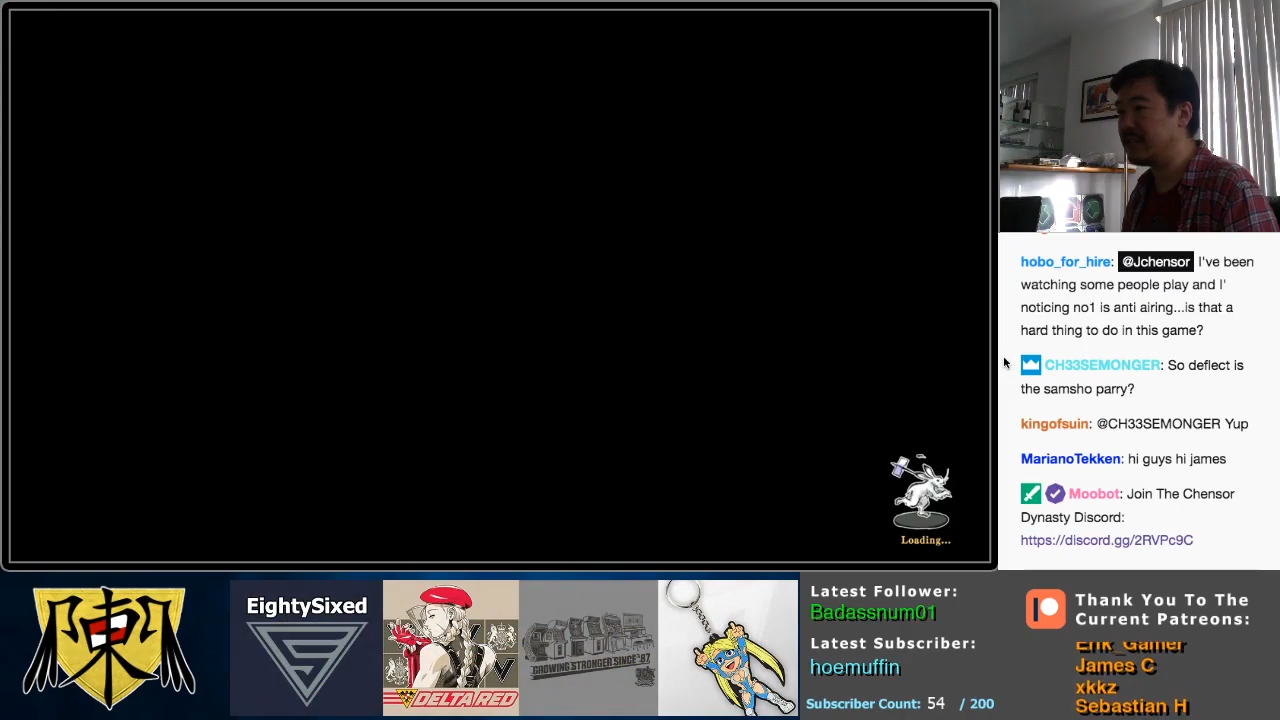 Loading...
hobo_for_hire: @Jchensor I've been
watching some people play and I'
noticing no1 is anti airing...is that a
hard thing to do in this game?
CH33SEMONGER: So deflect is
the samsho parry?
kingofsuin: @CH33SEMONGER Yup
MarianoTekken: hi guys hi james
Moobot: Join The Chensor
Dynasty Discord:
https://discord.gg/2RVPc9C
陳
EightySixed
DELTA RED
GROWING STRONGER SINCE '87
Latest Follower:
Badassnum01
Latest Subscriber:
hoemuffin
Subscriber Count: 54 / 200
Thank You To The
Current Patreons:
Erik_Gamer
James C
xkkz
Sebastian H